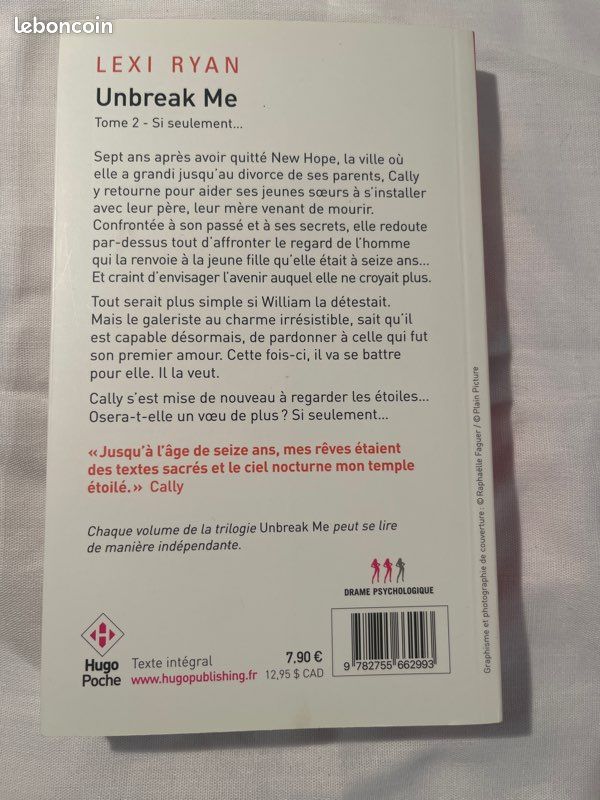 leboncoin
LEXI RYAN
Unbreak Me
Tome 2 - Si seulement...
Sept ans après avoir quitté New Hope, la ville où
elle a grandi jusqu'au divorce de ses parents, Cally
y retourne pour aider ses jeunes sœurs à s'installer
avec leur père, leur mère venant de mourir.
Confrontée à son passé et à ses secrets, elle redoute
par-dessus tout d'affronter le regard de l'homme
qui la renvoie à la jeune fille qu'elle était à seize ans...
Et craint d'envisager l'avenir auquel elle ne croyait plus.
Tout serait plus simple si William la détestait.
Mais le galeriste au charme irrésistible, sait qu'il
est capable désormais, de pardonner à celle qui fut
son premier amour. Cette fois-ci, il va se battre
pour elle. Il la veut.
Cally s'est mise de nouveau à regarder les étoiles...
Osera-t-elle un vœu de plus ? Si seulement...
« Jusqu'à l'âge de seize ans, mes rêves étaient
des textes sacrés et le ciel nocturne mon temple
étoilé. » Cally
Chaque volume de la trilogie Unbreak Me peut se lire
de manière indépendante.
DRAME PSYCHOLOGIQUE
Hugo
Poche
Texte intégral
www.hugopublishing.fr
7,90 €
12,95 $ CAD
9 782755 662993
Graphisme et photographie de couverture : © Raphaëlle Faguer / © Plain Picture